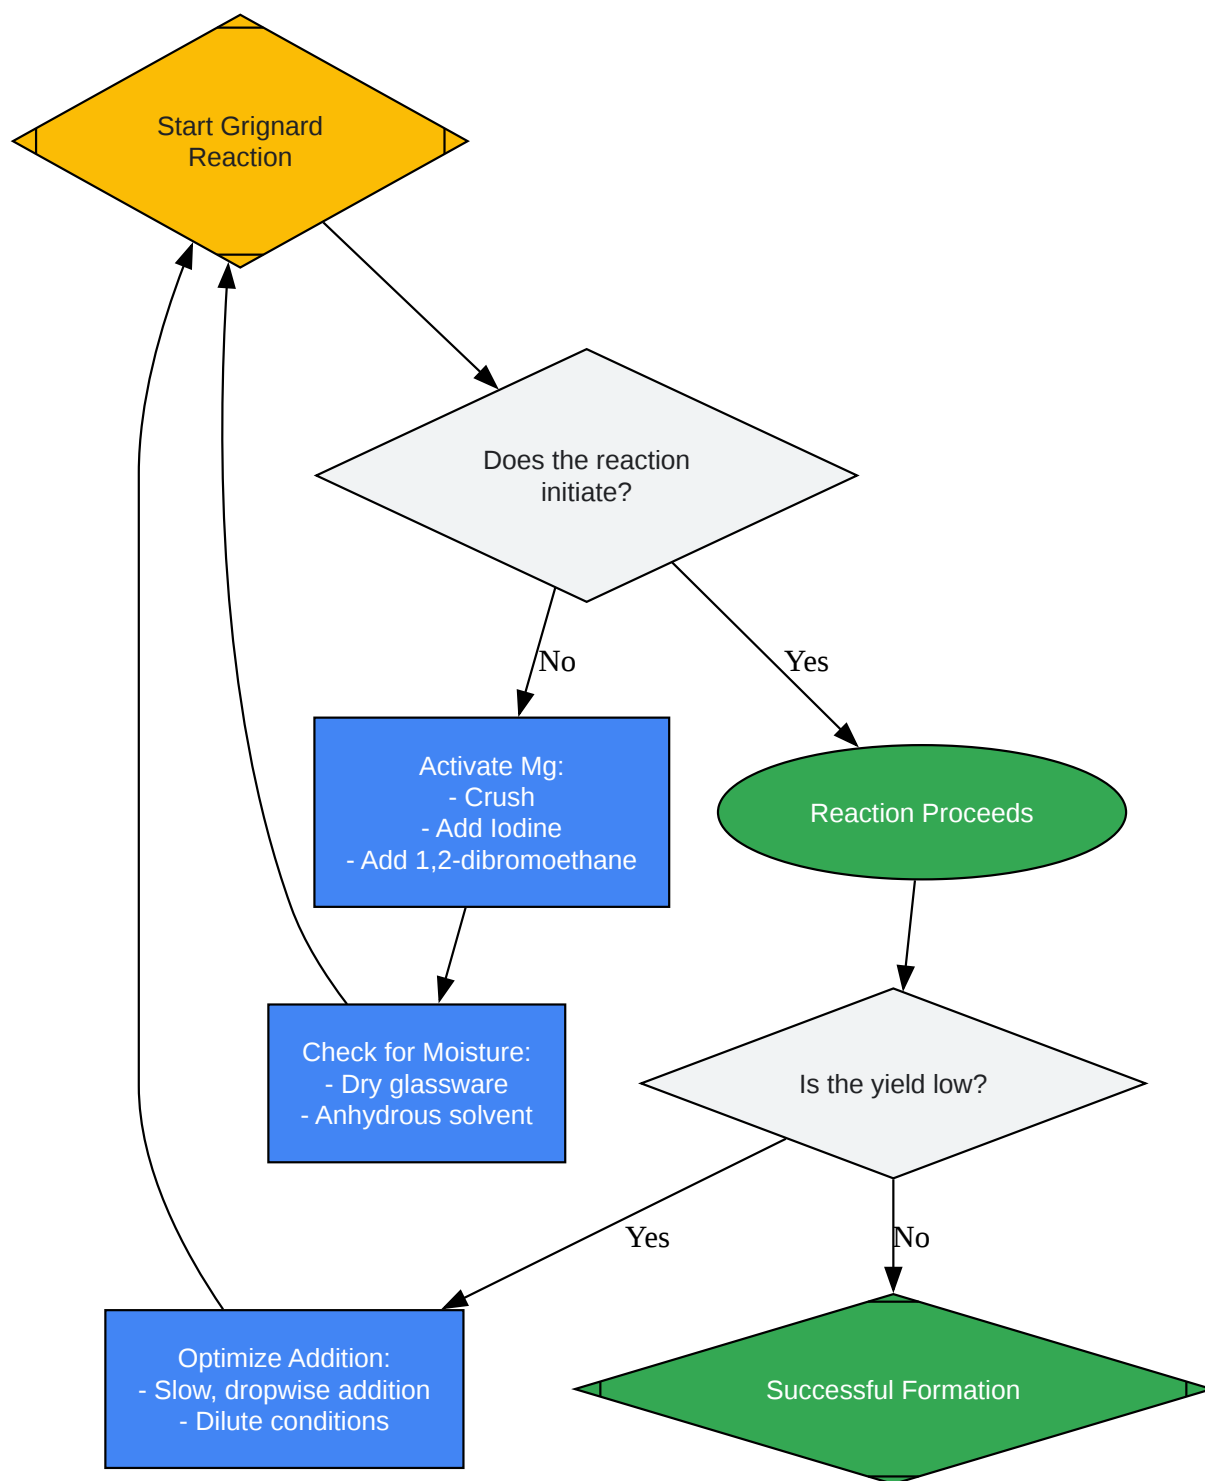 Start Grignard
Reaction
Does the reaction
initiate?
No
Yes
Activate Mg:
- Crush
- Add Iodine
- Add 1,2-dibromoethane
Reaction Proceeds
Check for Moisture:
- Dry glassware
- Anhydrous solvent
Is the yield low?
Yes
No
Optimize Addition:
- Slow, dropwise addition
- Dilute conditions
Successful Formation